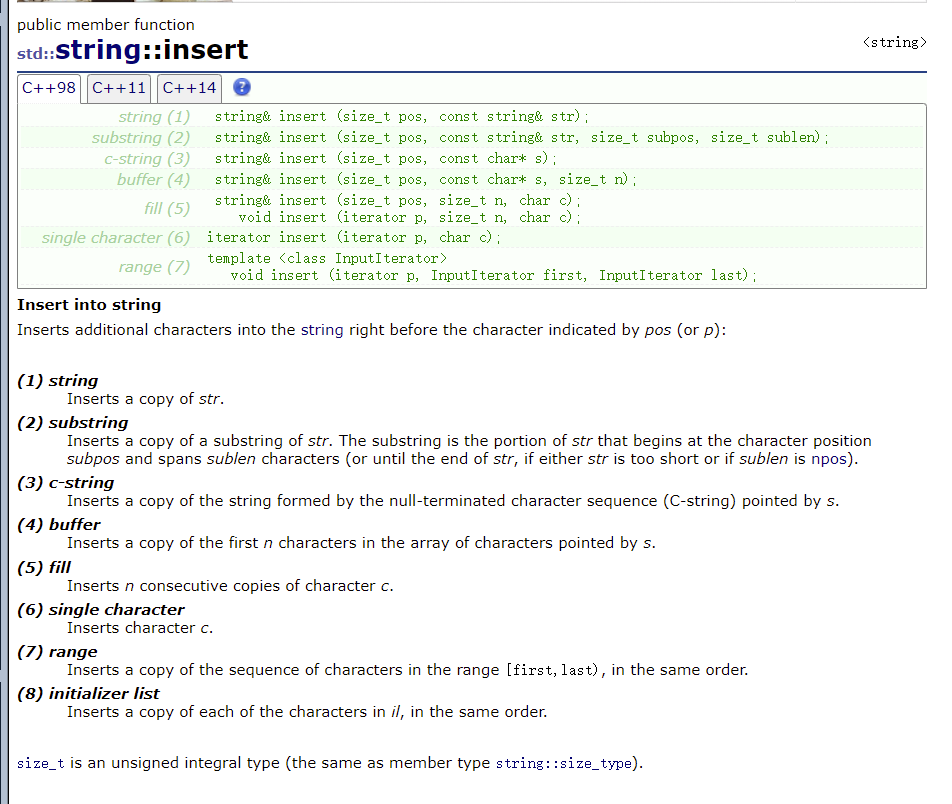 public member function
std::string::insert
<string>
C++98 C++11 C++14 ?
string (1) string& insert (size_t pos, const string& str);
substring (2) string& insert (size_t pos, const string& str, size_t subpos, size_t sublen);
c-string (3) string& insert (size_t pos, const char* s);
buffer (4) string& insert (size_t pos, const char* s, size_t n);
fill (5) string& insert (size_t pos, size_t n, char c);
void insert (iterator p, size_t n, char c);
single character (6) iterator insert (iterator p, char c);
range (7) template <class InputIterator>
void insert (iterator p, InputIterator first, InputIterator last);
Insert into string
Inserts additional characters into the string right before the character indicated by pos (or p):
(1) string
Inserts a copy of str.
(2) substring
Inserts a copy of a substring of str. The substring is the portion of str that begins at the character position
subpos and spans sublen characters (or until the end of str, if either str is too short or if sublen is npos).
(3) c-string
Inserts a copy of the string formed by the null-terminated character sequence (C-string) pointed by s.
(4) buffer
Inserts a copy of the first n characters in the array of characters pointed by s.
(5) fill
Inserts n consecutive copies of character c.
(6) single character
Inserts character c.
(7) range
Inserts a copy of the sequence of characters in the range [first,last), in the same order.
(8) initializer list
Inserts a copy of each of the characters in il, in the same order.
size_t is an unsigned integral type (the same as member type string::size_type).